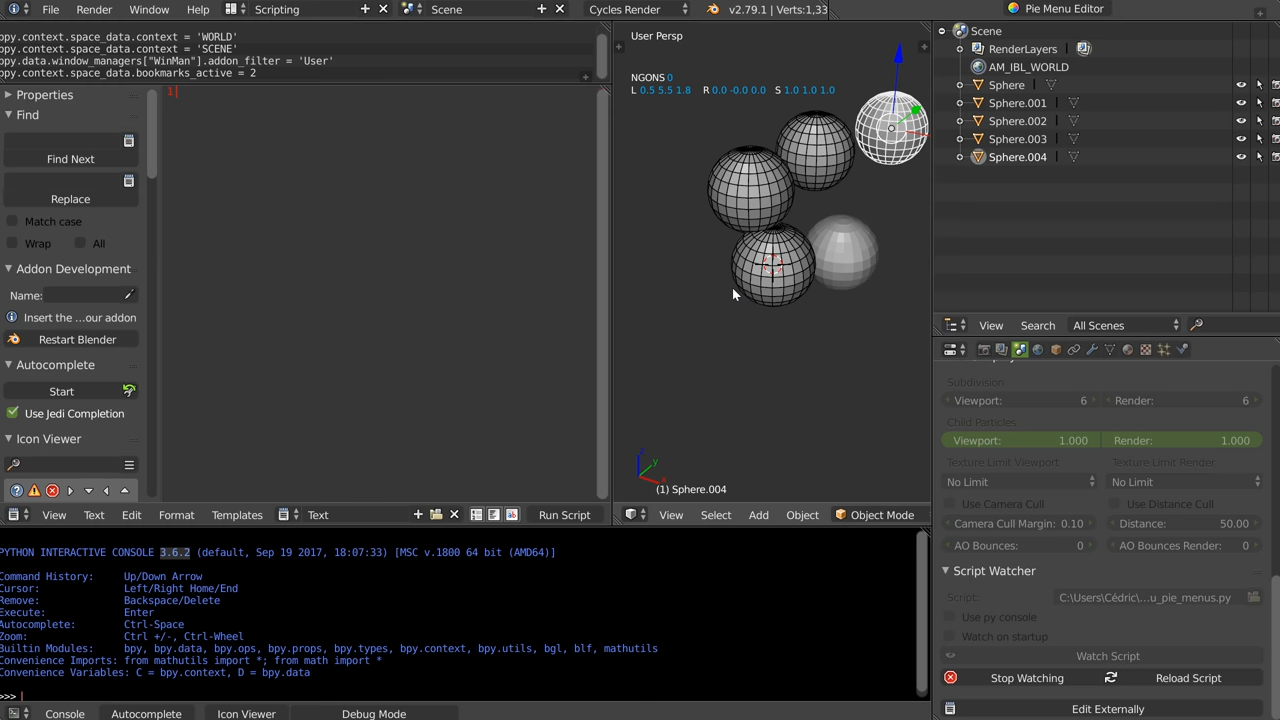 File Render Window Help Scripting Scene Cycles Render v2.79.1 | Verts:1,33 Pie Menu Editor
bpy.context.space_data.context = 'WORLD'
bpy.context.space_data.context = 'SCENE'
bpy.data.window_managers["WinMan"].addon_filter = 'User'
bpy.context.space_data.bookmarks_active = 2
1
Properties
Find
Find Next
Replace
Match case
Wrap All
Addon Development
Name:
Insert the ...our addon
Restart Blender
Autocomplete
Start
Use Jedi Completion
Icon Viewer
View Text Edit Format Templates Text Run Script
User Persp
NGONS 0
L 0.5 5.5 1.8 R 0.0 -0.0 0.0 S 1.0 1.0 1.0
z
y
x
(1) Sphere.004
View Select Add Object Object Mode
Scene
RenderLayers
AM_IBL_WORLD
Sphere
Sphere.001
Sphere.002
Sphere.003
Sphere.004
View Search All Scenes
Subdivision
Viewport: 6 Render: 6
Child Particles
Viewport: 1.000 Render: 1.000
Texture Limit Viewport Texture Limit Render
No Limit No Limit
Use Camera Cull Use Distance Cull
Camera Cull Margin: 0.10 Distance: 50.00
AO Bounces: 0 AO Bounces Render: 0
Script Watcher
Script: C:\Users\Cédric\...u_pie_menus.py
Use py console
Watch on startup
Watch Script
Stop Watching Reload Script
Edit Externally
PYTHON INTERACTIVE CONSOLE 3.6.2 (default, Sep 19 2017, 18:07:33) [MSC v.1800 64 bit (AMD64)]
Command History: Up/Down Arrow
Cursor: Left/Right Home/End
Remove: Backspace/Delete
Execute: Enter
Autocomplete: Ctrl-Space
Zoom: Ctrl +/-, Ctrl-Wheel
Builtin Modules: bpy, bpy.data, bpy.ops, bpy.props, bpy.types, bpy.context, bpy.utils, bgl, blf, mathutils
Convenience Imports: from mathutils import *; from math import *
Convenience Variables: C = bpy.context, D = bpy.data
>>>
Console Autocomplete Icon Viewer Debug Mode